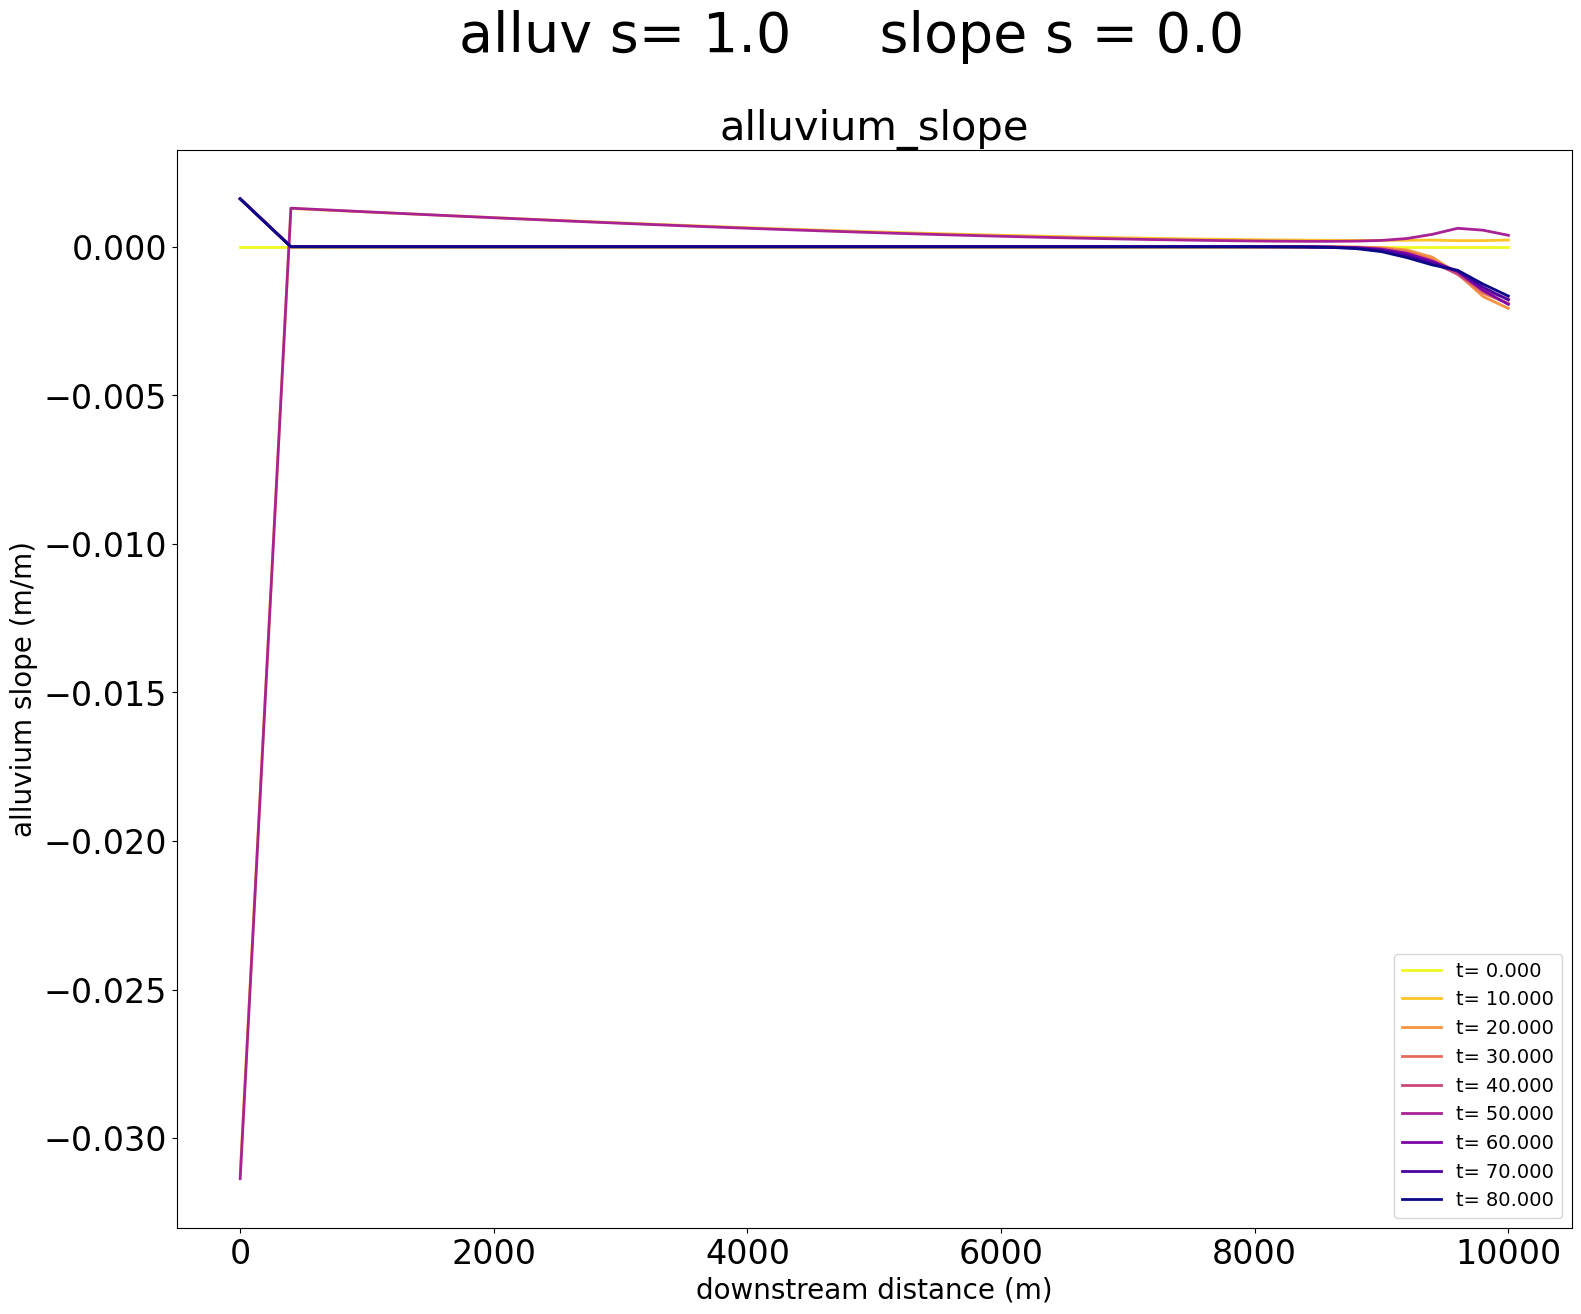 alluv s= 1.0     slope s = 0.0
alluvium_slope
0.000
−0.005
−0.010
−0.015
−0.020
−0.025
−0.030
alluvium slope (m/m)
t= 0.000
t= 10.000
t= 20.000
t= 30.000
t= 40.000
t= 50.000
t= 60.000
t= 70.000
t= 80.000
0 2000 4000 6000 8000 10000
downstream distance (m)